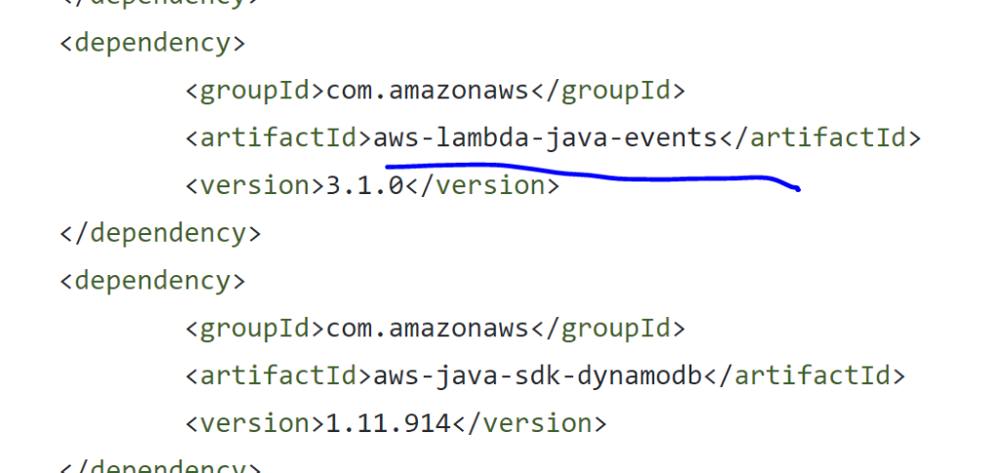 </dependency>
<dependency>
<groupId>com.amazonaws</groupId>
<artifactId>aws-lambda-java-events</artifactId>
<version>3.1.0</version>
</dependency>
<dependency>
<groupId>com.amazonaws</groupId>
<artifactId>aws-java-sdk-dynamodb</artifactId>
<version>1.11.914</version>
</dependency>